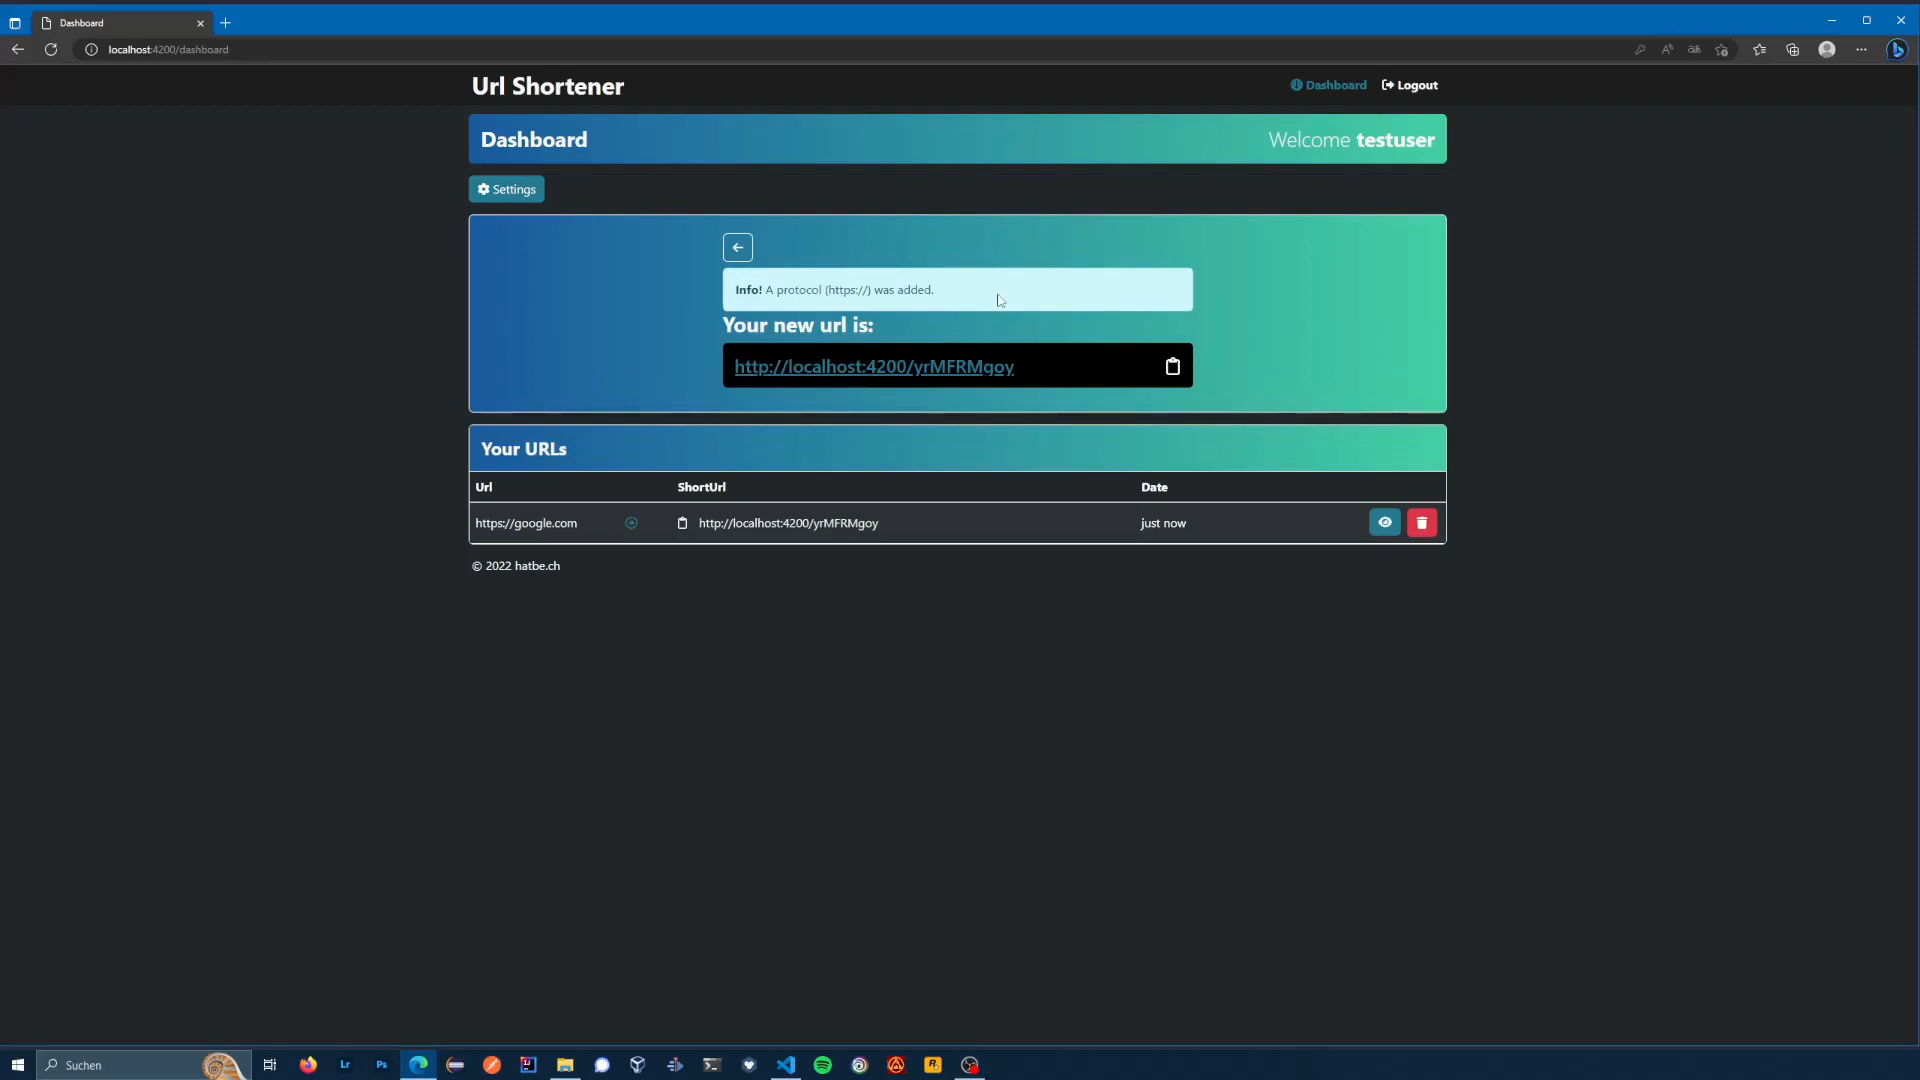 Dashboard
localhost:4200/dashboard
Url Shortener
Dashboard
Logout
Dashboard
Welcome testuser
Settings
Info! A protocol (https://) was added.
Your new url is:
http://localhost:4200/yrMFRMgoy
Your URLs
Url ShortUrl Date
https://google.com http://localhost:4200/yrMFRMgoy just now
© 2022 hatbe.ch
Suchen
Lr
Ps